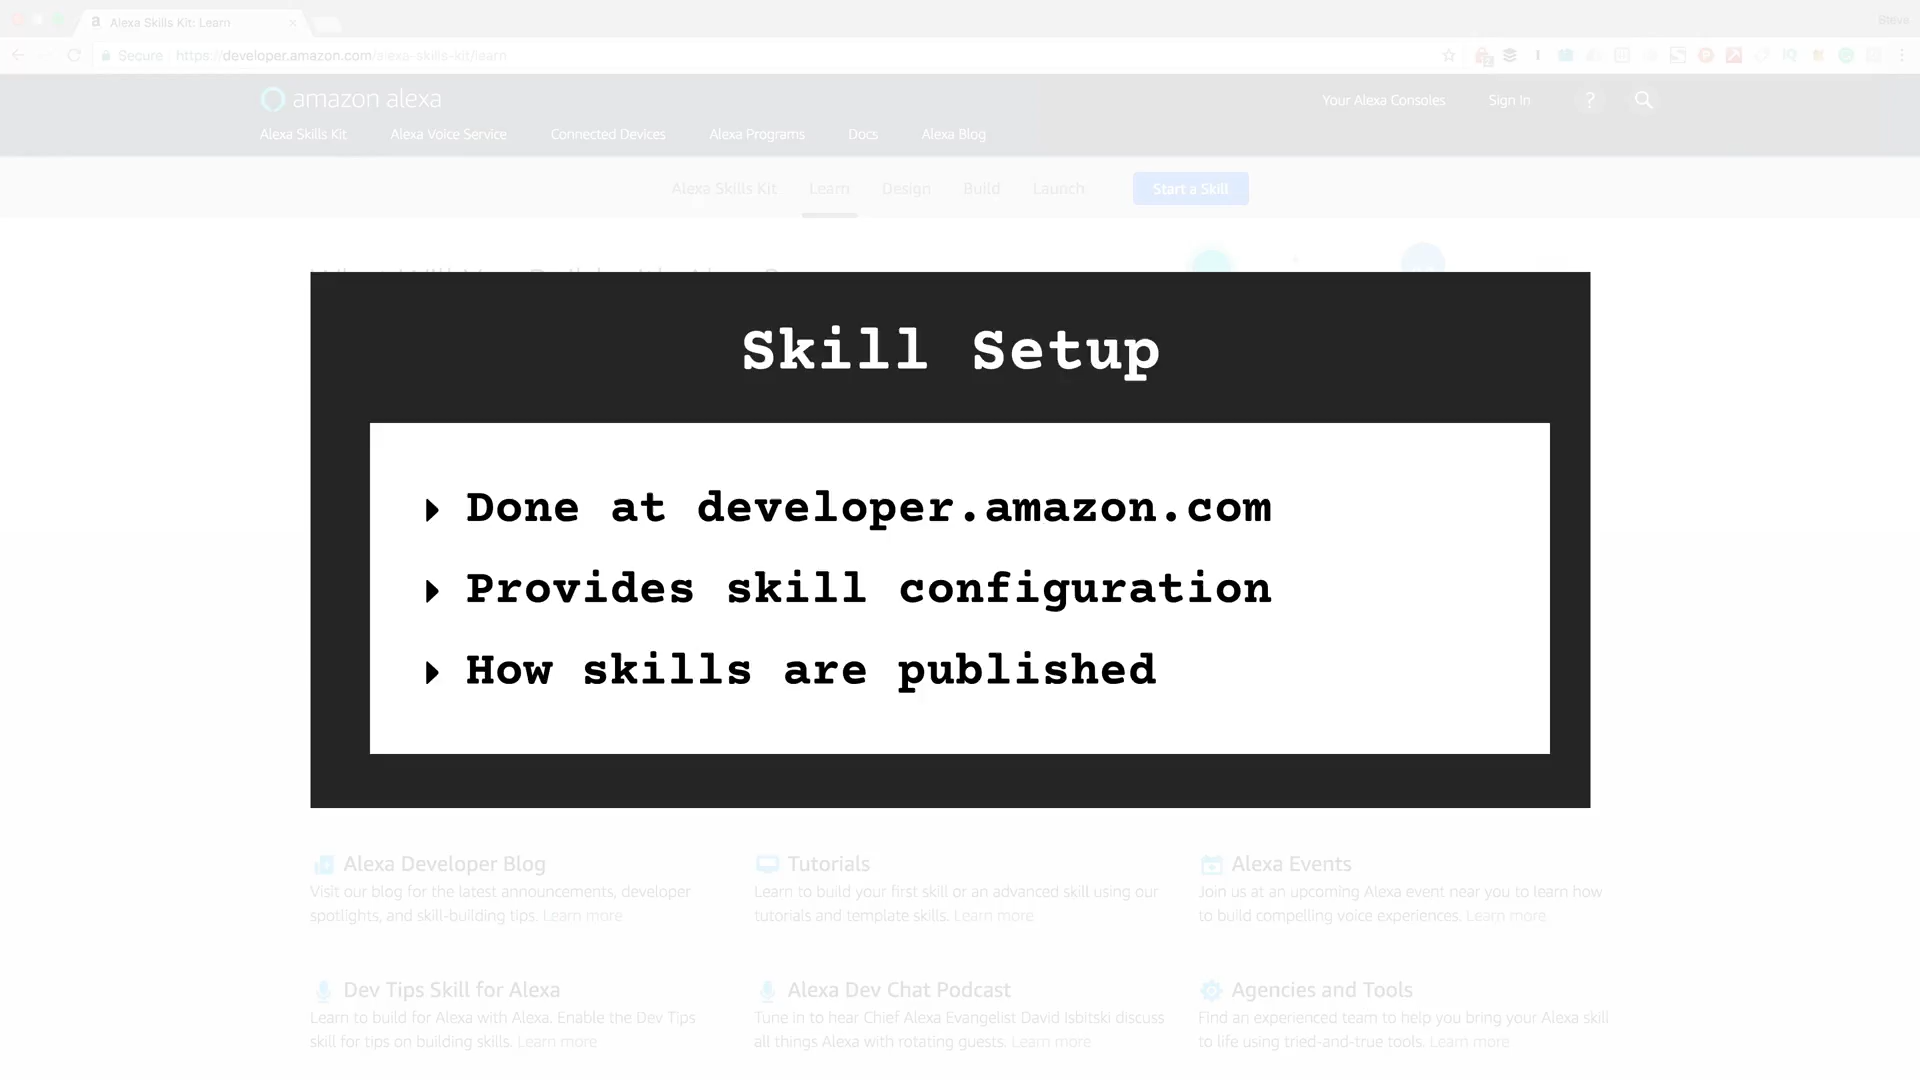 a Alexa Skills Kit: Learn ×
Steve
Secure https://developer.amazon.com/alexa-skills-kit/learn
amazon alexa
Your Alexa Consoles Sign In ?
Alexa Skills Kit Alexa Voice Service Connected Devices Alexa Programs Docs Alexa Blog
Alexa Skills Kit Learn Design Build Launch Start a Skill
Skill Setup
Done at developer.amazon.com
Provides skill configuration
How skills are published
Alexa Developer Blog
Visit our blog for the latest announcements, developer
spotlights, and skill-building tips. Learn more
Tutorials
Learn to build your first skill or an advanced skill using our
tutorials and template skills. Learn more
Alexa Events
Join us at an upcoming Alexa event near you to learn how
to build compelling voice experiences. Learn more
Dev Tips Skill for Alexa
Learn to build for Alexa with Alexa. Enable the Dev Tips
skill for tips on building skills. Learn more
Alexa Dev Chat Podcast
Tune in to hear Chief Alexa Evangelist David Isbitski discuss
all things Alexa with rotating guests. Learn more
Agencies and Tools
Find an experienced team to help you bring your Alexa skill
to life using tried-and-true tools. Learn more